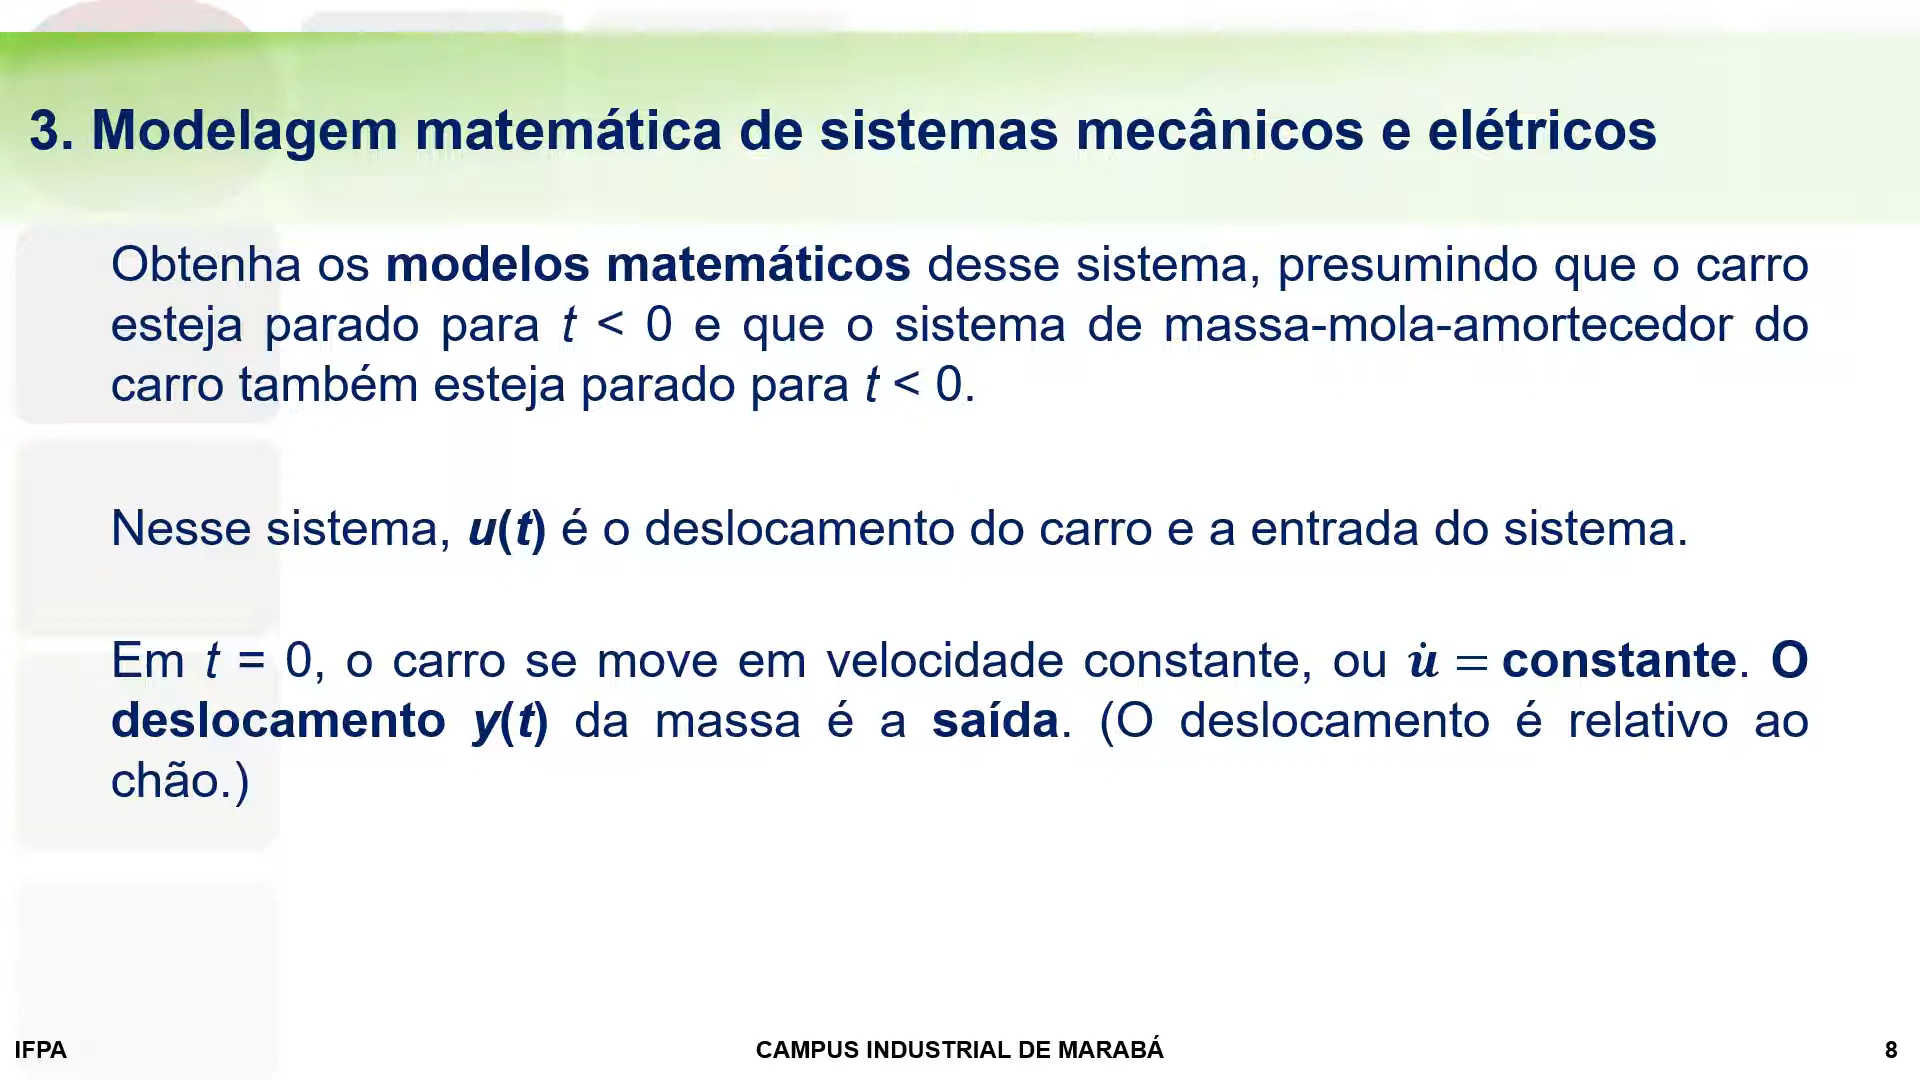 3. Modelagem matemática de sistemas mecânicos e elétricos
Obtenha os modelos matemáticos desse sistema, presumindo que o carro
esteja parado para t < 0 e que o sistema de massa-mola-amortecedor do
carro também esteja parado para t < 0.
Nesse sistema, u(t) é o deslocamento do carro e a entrada do sistema.
Em t = 0, o carro se move em velocidade constante, ou u̇ = constante. O
deslocamento y(t) da massa é a saída. (O deslocamento é relativo ao
chão.)
IFPA
CAMPUS INDUSTRIAL DE MARABÁ
8